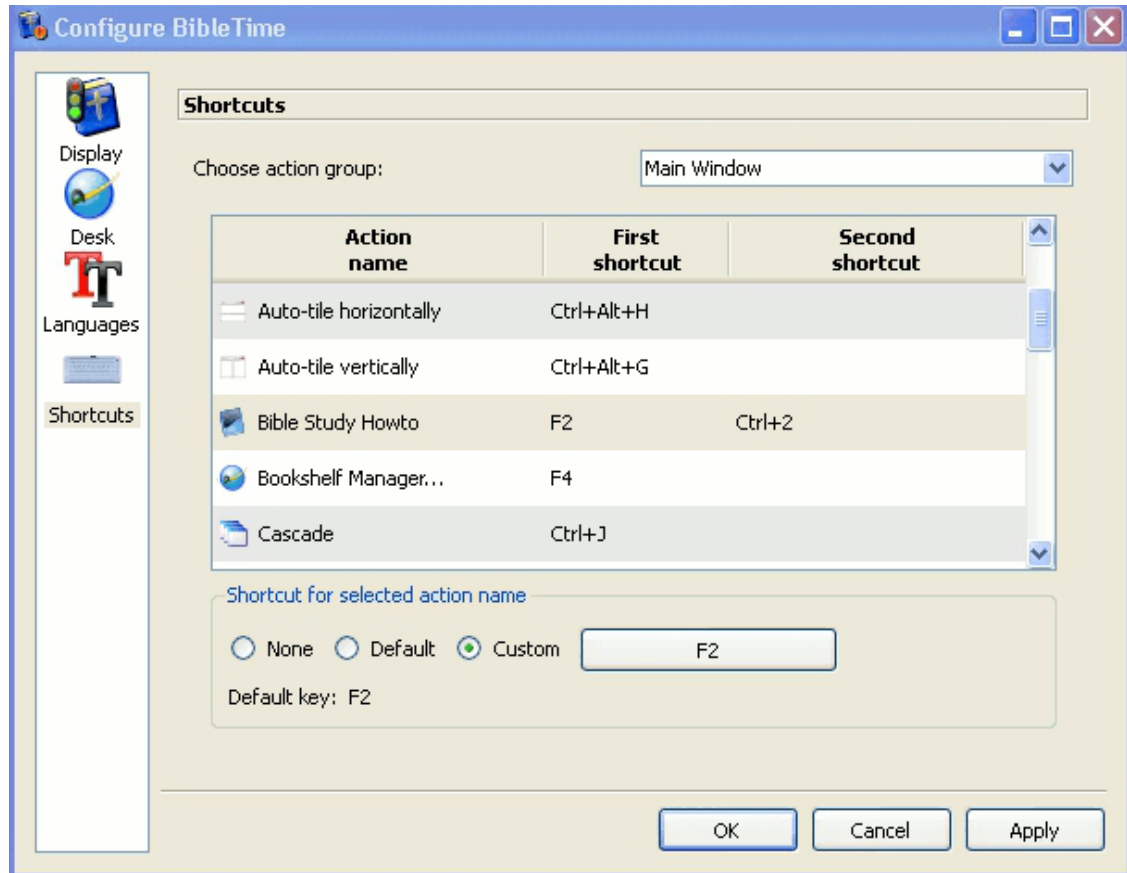 Configure BibleTime
Display
Desk
Languages
Shortcuts
Shortcuts
Choose action group: Main Window
Action name First shortcut Second shortcut
Auto-tile horizontally Ctrl+Alt+H
Auto-tile vertically Ctrl+Alt+G
Bible Study Howto F2 Ctrl+2
Bookshelf Manager... F4
Cascade Ctrl+J
Shortcut for selected action name
None Default Custom F2
Default key: F2
OK Cancel Apply